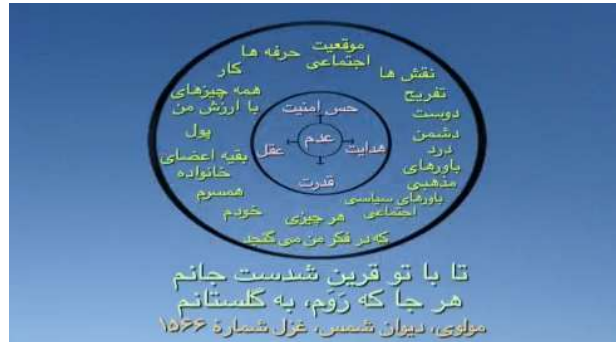 موقعیت
اجتماعی
حرفه ها
کار
نقش ها
همه چیزهای
با ارزش من
تفریح
دوست
حس امنیت
پول
دشمن
عدم
عقل
هدایت
درد
بقیه اعضای
خانواده
باورهای
مذهبی
قدرت
همسرم
باورهای سیاسی
اجتماعی
خودم
هر چیزی
که در فکر من می گنجد
تا با تو قرین شدست جانم
هر جا که رَوَم، به گلستانم
مولوی، دیوان شمس، غزل شمارهٔ ۱۵۶۶